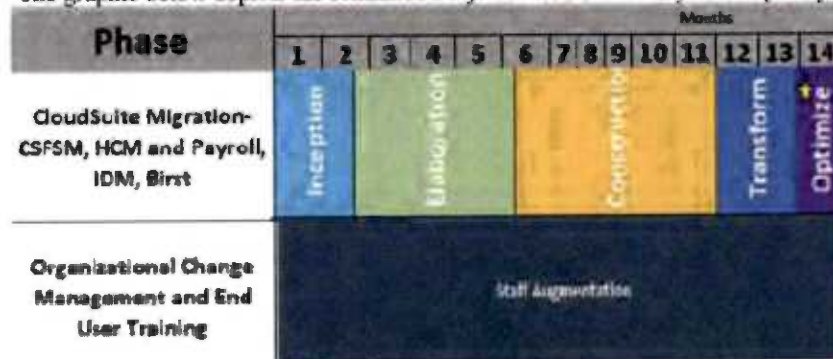 Months
Phase
1 2 3 4 5 6 7 8 9 10 11 12 13 14
CloudSuite Migration-
CSFSM, HCM and Payroll,
IDM, Birst
Inception
Elaboration
Construction
Transform
Optimize
Organizational Change
Management and End
User Training
Staff Augmentation